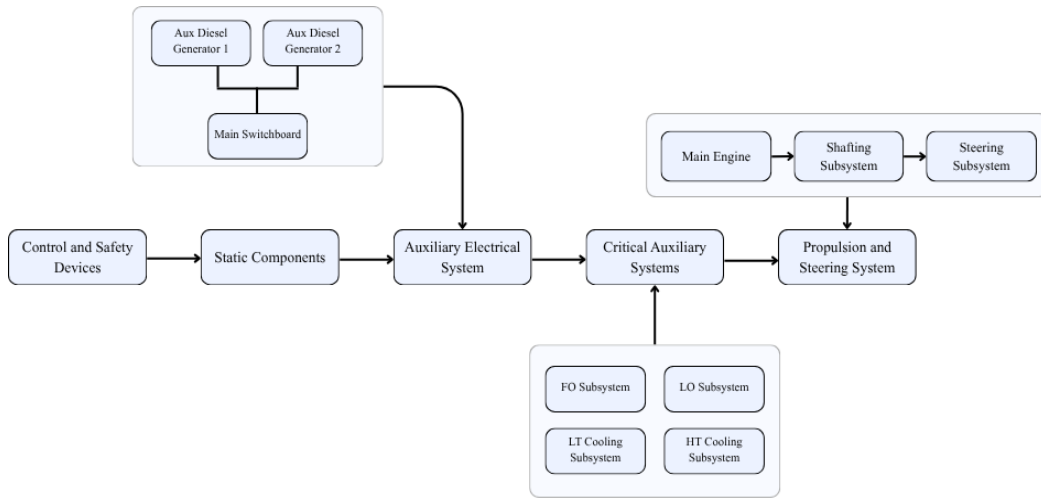 Aux Diesel
Generator 1
Aux Diesel
Generator 2
Main Switchboard
Main Engine
Shafting
Subsystem
Steering
Subsystem
Control and Safety
Devices
Static Components
Auxiliary Electrical
System
Critical Auxiliary
Systems
Propulsion and
Steering System
FO Subsystem
LO Subsystem
LT Cooling
Subsystem
HT Cooling
Subsystem